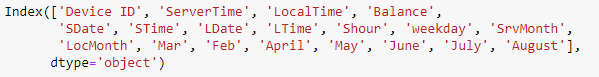 Index(['Device ID', 'ServerTime', 'LocalTime', 'Balance',
'SDate', 'STime', 'LDate', 'LTime', 'Shour', 'weekday', 'SrvMonth',
'LocMonth', 'Mar', 'Feb', 'April', 'May', 'June', 'July', 'August'],
dtype='object')